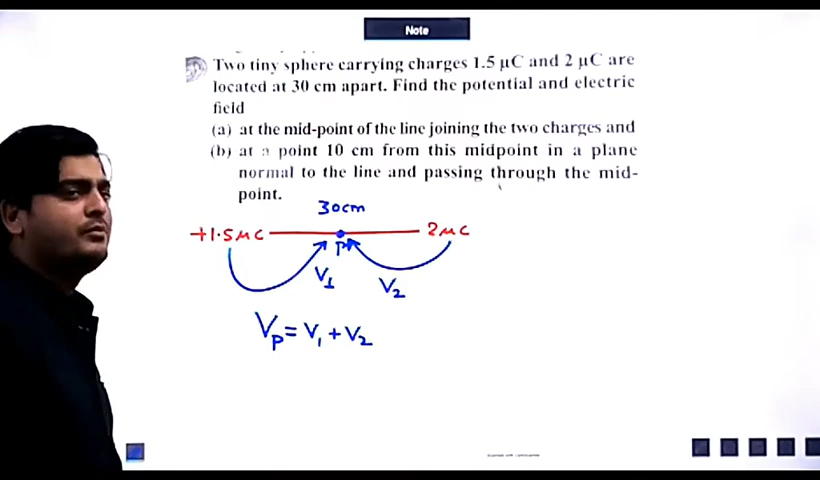 Note
Two tiny sphere carrying charges 1.5 μC and 2 μC are
located at 30 cm apart. Find the potential and electric
field
(a) at the mid-point of the line joining the two charges and
(b) at a point 10 cm from this midpoint in a plane
normal to the line and passing through the mid-
point.
30cm
+1.5μC 2μC
P
V1 V2
Vp = V1 + V2